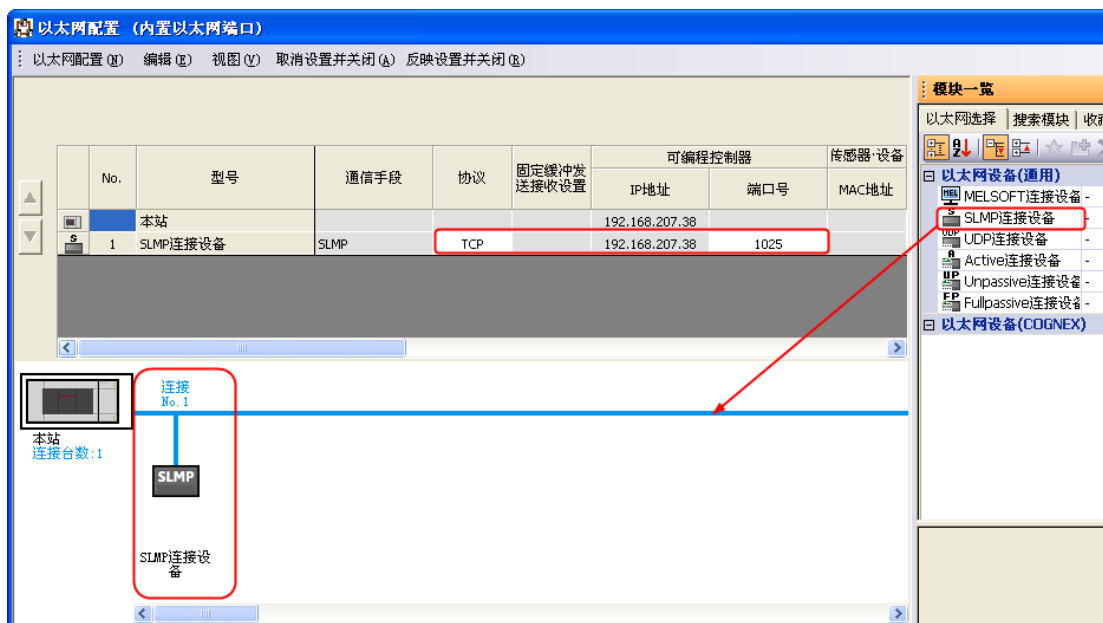 以太网配置 （内置以太网端口）
以太网配置(N) 编辑(E) 视图(V) 取消设置并关闭(A) 反映设置并关闭(R)
模块一览
以太网选择 搜索模块
No. 型号 通信手段 协议 固定缓冲发送接收设置 可编程控制器 传感器·设备
IP地址 端口号 MAC地址
本站 192.168.207.38
1 SLMP连接设备 SLMP TCP 192.168.207.38 1025
以太网设备(通用)
MELSOFT连接设备 -
SLMP连接设备 -
UDP连接设备 -
Active连接设备 -
Unpassive连接设备 -
Fullpassive连接设备 -
以太网设备(COGNEX)
连接
No. 1
本站
连接台数:1
SLMP
SLMP连接设
备